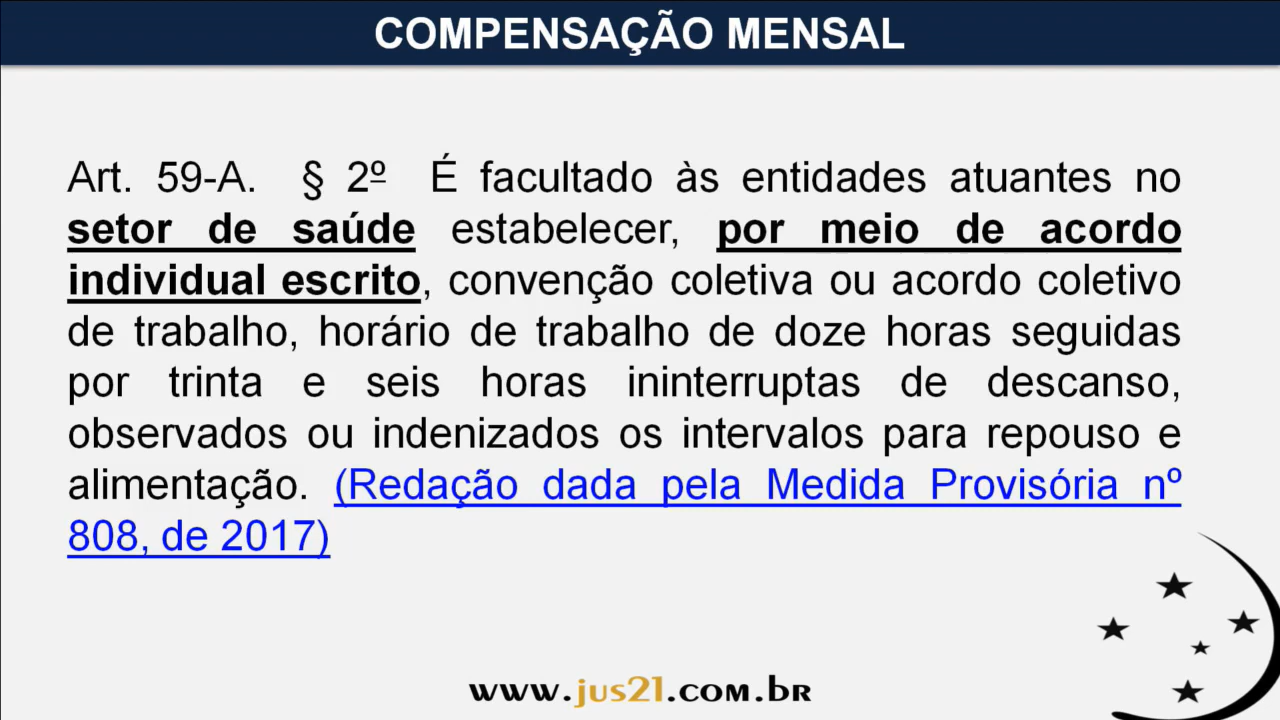 COMPENSAÇÃO MENSAL
Art. 59-A. § 2º É facultado às entidades atuantes no
setor de saúde estabelecer, por meio de acordo
individual escrito, convenção coletiva ou acordo coletivo
de trabalho, horário de trabalho de doze horas seguidas
por trinta e seis horas ininterruptas de descanso,
observados ou indenizados os intervalos para repouso e
alimentação. (Redação dada pela Medida Provisória nº
808, de 2017)
www.jus21.com.br